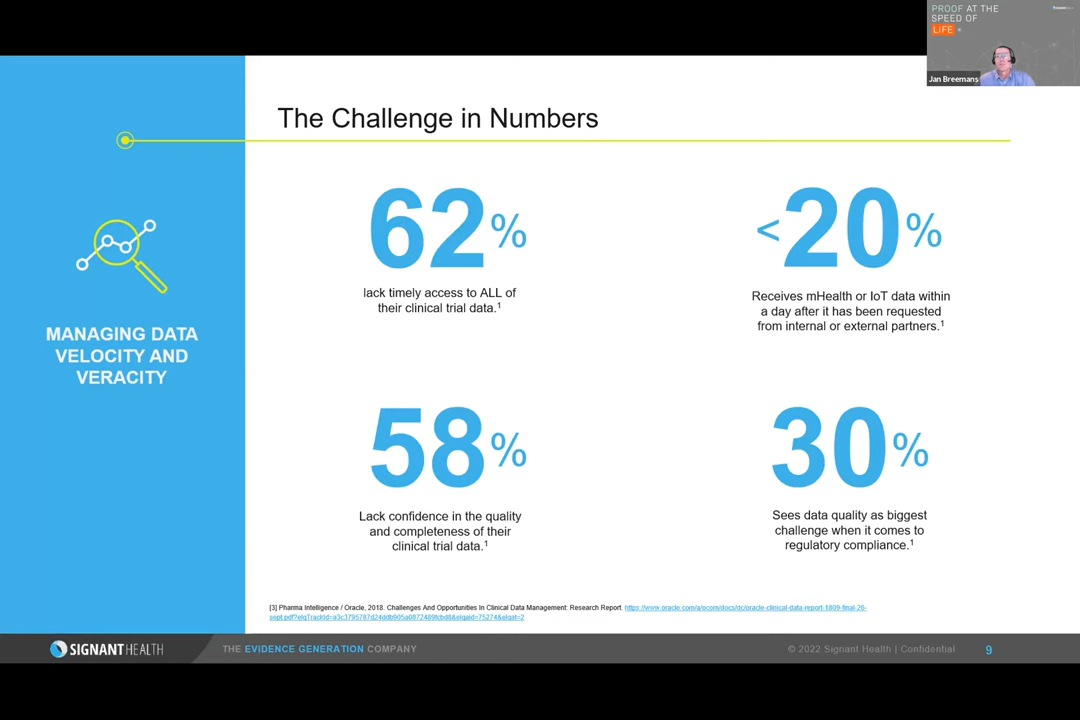 PROOF AT THE
SPEED OF
LIFE
Jan Breemans
The Challenge in Numbers
MANAGING DATA
VELOCITY AND
VERACITY
62%
lack timely access to ALL of
their clinical trial data.1
<20%
Receives mHealth or IoT data within
a day after it has been requested
from internal or external partners.1
58%
Lack confidence in the quality
and completeness of their
clinical trial data.1
30%
Sees data quality as biggest
challenge when it comes to
regulatory compliance.1
[3] Pharma Intelligence / Oracle, 2018. Challenges And Opportunities In Clinical Data Management: Research Report.
SIGNANT HEALTH
THE EVIDENCE GENERATION COMPANY
© 2022 Signant Health | Confidential
9